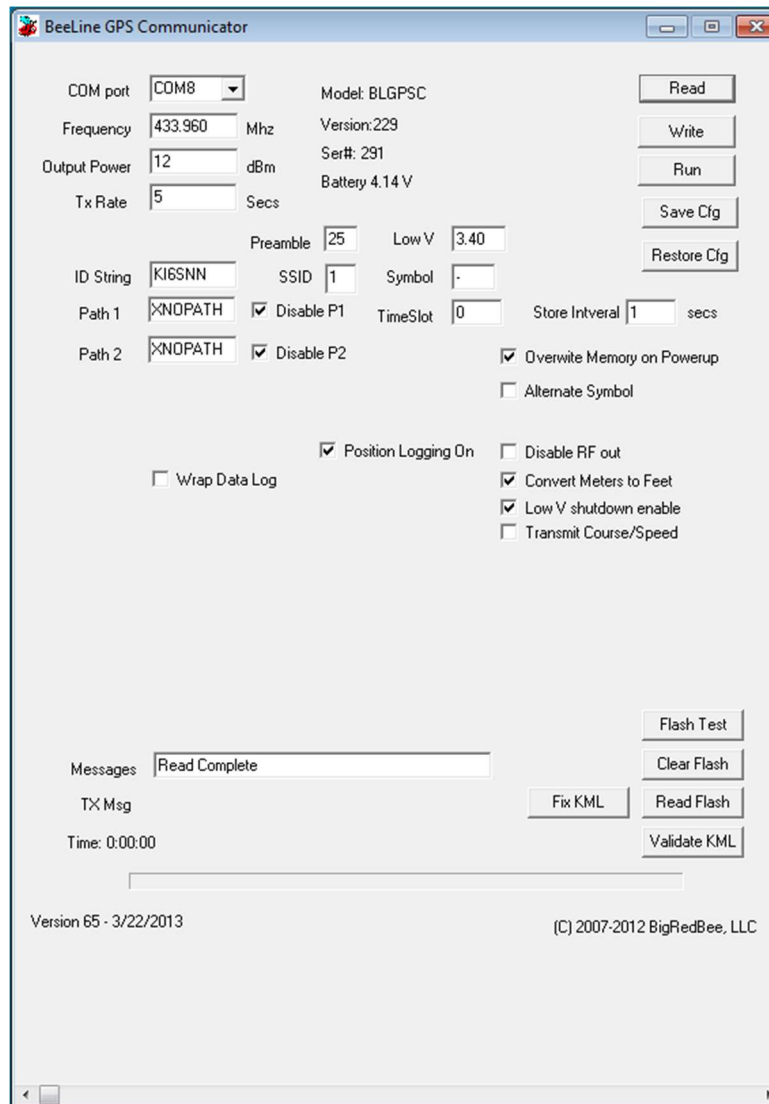 BeeLine GPS Communicator
COM port COM8 Model: BLGPSC Read
Frequency 433.960 Mhz Version:229 Write
Output Power 12 dBm Ser#: 291 Run
Tx Rate 5 Secs Battery 4.14 V
Save Cfg
Preamble 25 Low V 3.40
Restore Cfg
ID String KI6SNN SSID 1 Symbol -
Path 1 XNOPATH Disable P1 TimeSlot 0 Store Intveral 1 secs
Path 2 XNOPATH Disable P2 Overwite Memory on Powerup
Alternate Symbol
Position Logging On Disable RF out
Wrap Data Log Convert Meters to Feet
Low V shutdown enable
Transmit Course/Speed
Flash Test
Messages Read Complete Clear Flash
TX Msg Fix KML Read Flash
Time: 0:00:00 Validate KML
Version 65 - 3/22/2013 (C) 2007-2012 BigRedBee, LLC